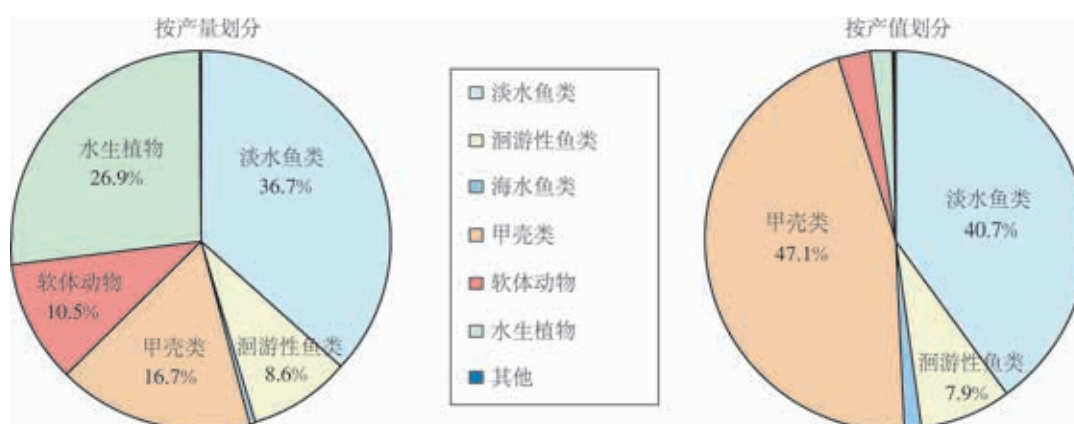 按产量划分
水生植物
26.9%
淡水鱼类
36.7%
软体动物
10.5%
甲壳类
16.7%
洄游性鱼类
8.6%
淡水鱼类
洄游性鱼类
海水鱼类
甲壳类
软体动物
水生植物
其他
按产值划分
甲壳类
47.1%
淡水鱼类
40.7%
洄游性鱼类
7.9%